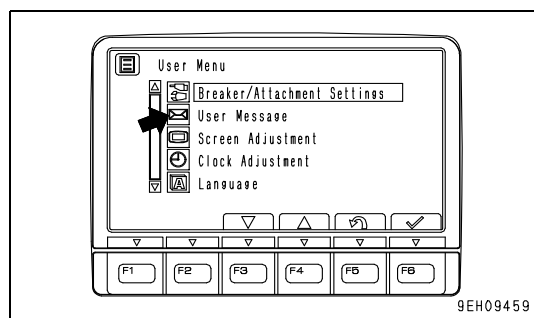 User Menu
Breaker/Attachment Settings
User Message
Screen Adjustment
Clock Adjustment
A Language
F1 F2 F3 F4 F5 F6
9EH09459